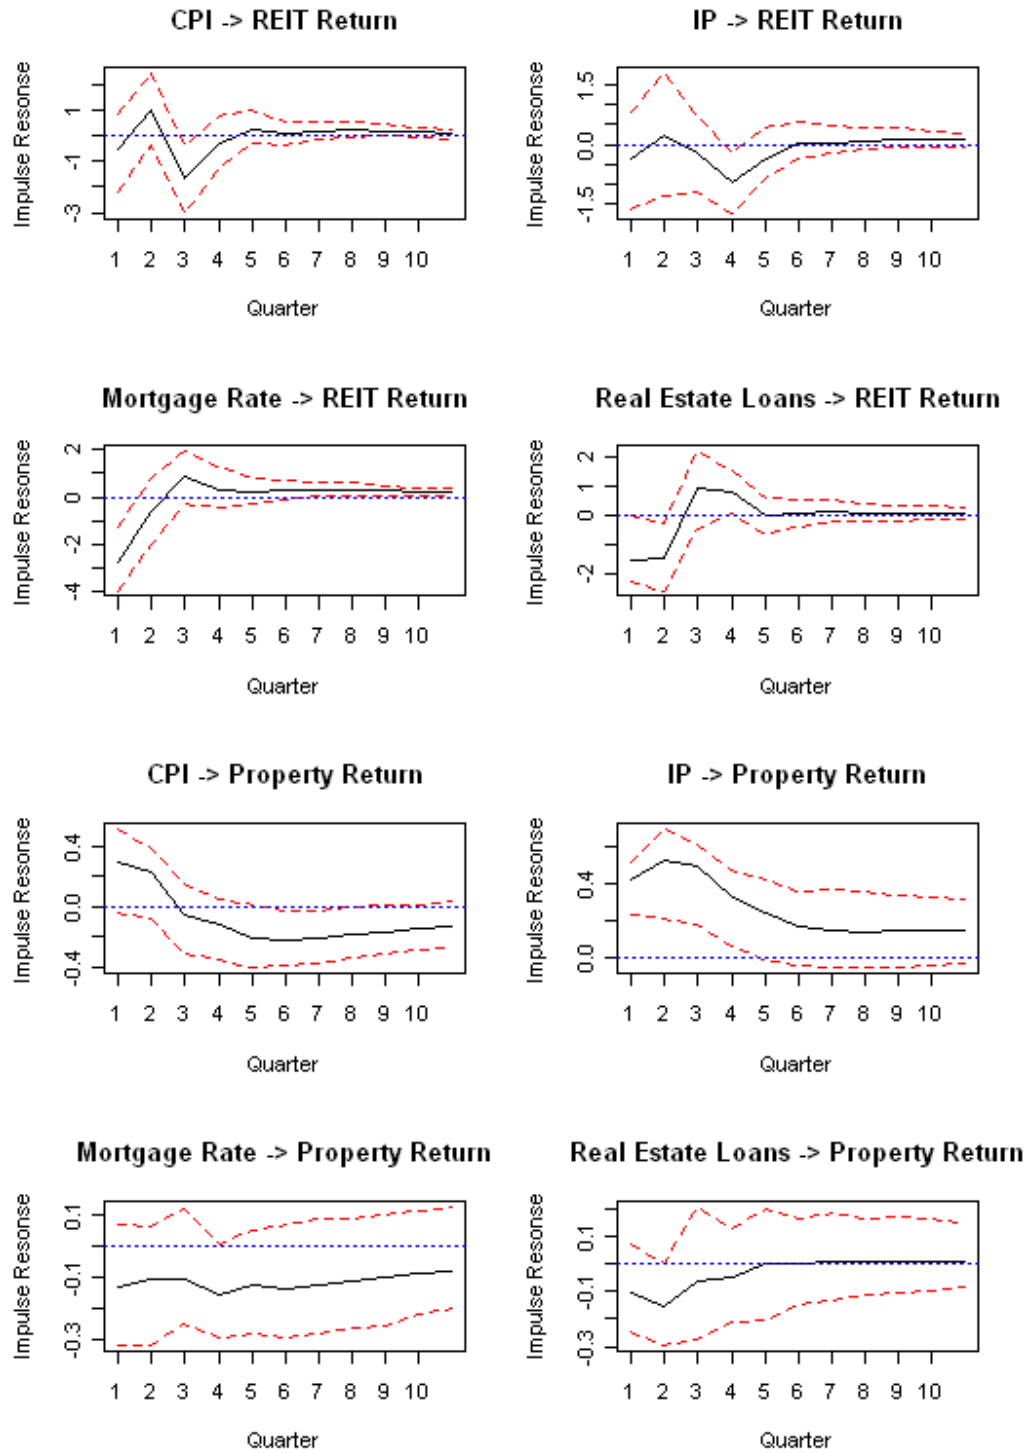 CPI -> REIT Return
IP -> REIT Return
Impulse Resonse
1
-1
-3
1 2 3 4 5 6 7 8 9 10
Quarter
Impulse Resonse
1.5
0.0
-1.5
1 2 3 4 5 6 7 8 9 10
Quarter
Mortgage Rate -> REIT Return
Real Estate Loans -> REIT Return
Impulse Resonse
2
0
-2
-4
1 2 3 4 5 6 7 8 9 10
Quarter
Impulse Resonse
2
1
0
-2
1 2 3 4 5 6 7 8 9 10
Quarter
CPI -> Property Return
IP -> Property Return
Impulse Resonse
0.4
0.0
-0.4
1 2 3 4 5 6 7 8 9 10
Quarter
Impulse Resonse
0.4
0.0
1 2 3 4 5 6 7 8 9 10
Quarter
Mortgage Rate -> Property Return
Real Estate Loans -> Property Return
Impulse Resonse
0.1
-0.1
-0.3
1 2 3 4 5 6 7 8 9 10
Quarter
Impulse Resonse
0.1
-0.1
-0.3
1 2 3 4 5 6 7 8 9 10
Quarter